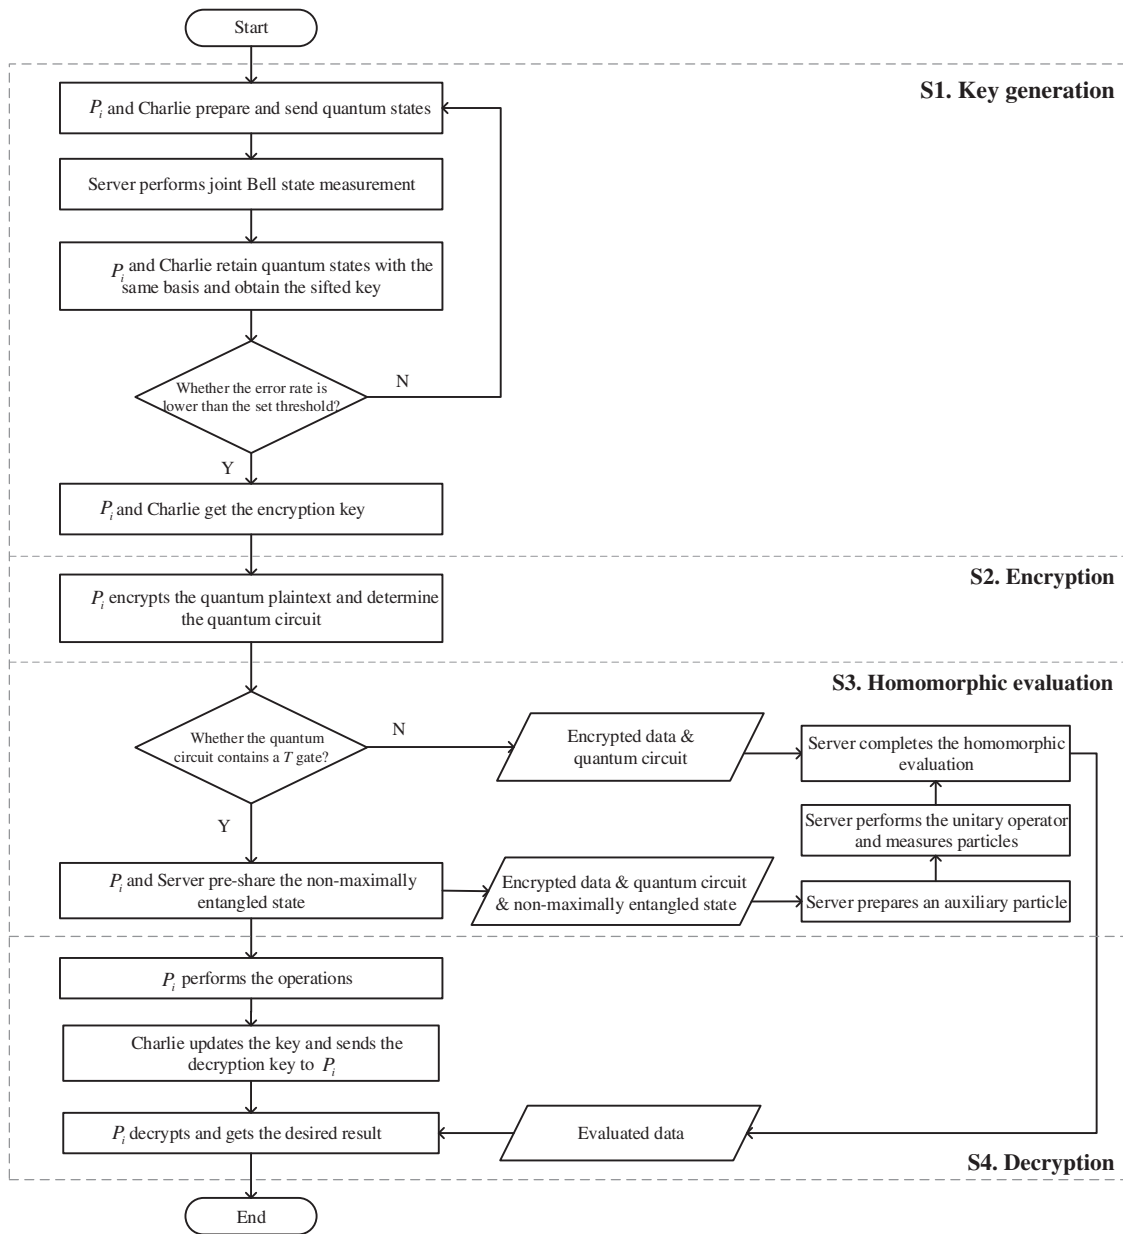 Start
S1. Key generation
P_i and Charlie prepare and send quantum states
Server performs joint Bell state measurement
P_i and Charlie retain quantum states with the
same basis and obtain the sifted key
Whether the error rate is
lower than the set threshold?
N
Y
P_i and Charlie get the encryption key
S2. Encryption
P_i encrypts the quantum plaintext and determine
the quantum circuit
S3. Homomorphic evaluation
Whether the quantum
circuit contains a T gate?
N
Encrypted data &
quantum circuit
Server completes the homomorphic
evaluation
Server performs the unitary operator
and measures particles
Y
P_i and Server pre-share the non-maximally
entangled state
Encrypted data & quantum circuit
& non-maximally entangled state
Server prepares an auxiliary particle
P_i performs the operations
Charlie updates the key and sends the
decryption key to P_i
P_i decrypts and gets the desired result
Evaluated data
S4. Decryption
End